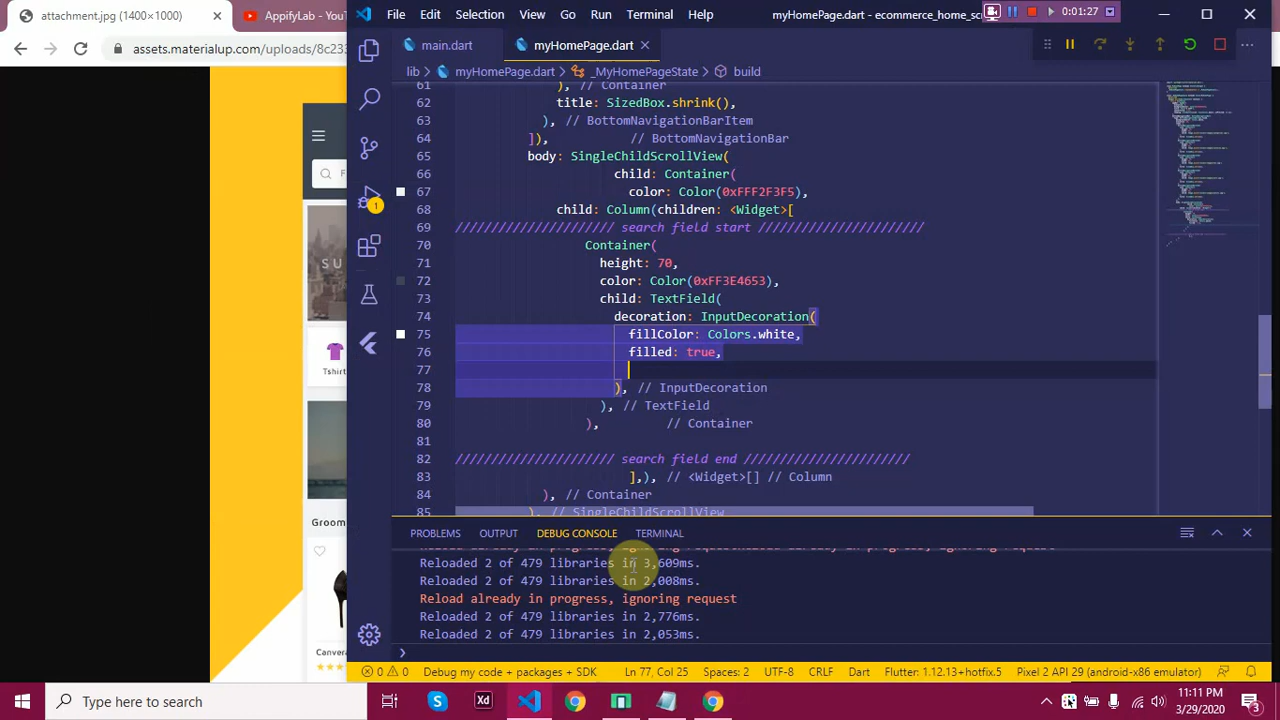 attachment.jpg (1400×1000)
AppifyLab - You
File Edit Selection View Go Run Terminal Help
myHomePage.dart - ecommerce_home_sc
00:01:27
assets.materialup.com/uploads/8c233
main.dart
myHomePage.dart
lib > myHomePage.dart > _MyHomePageState > build
61 ), // Container
62 title: SizedBox.shrink(),
63 ), // BottomNavigationBarItem
64 ]), // BottomNavigationBar
65 body: SingleChildScrollView(
66 child: Container(
67 color: Color(0xFFF2F3F5),
68 child: Column(children: <Widget>[
69 ////////////////////// search field start ///////////////////////
70 Container(
71 height: 70,
72 color: Color(0xFF3E4653),
73 child: TextField(
74 decoration: InputDecoration(
75 fillColor: Colors.white,
76 filled: true,
77
78 ), // InputDecoration
79 ), // TextField
80 ), // Container
81
82 ////////////////////// search field end ///////////////////////
83 ],), // <Widget>[] // Column
84 ), // Container
85 ), // SingleChildScrollView
F
SU
Tshirt
Groom
Canvera
PROBLEMS OUTPUT DEBUG CONSOLE TERMINAL
Reloaded 2 of 479 libraries in 3,609ms.
Reloaded 2 of 479 libraries in 2,008ms.
Reload already in progress, ignoring request
Reloaded 2 of 479 libraries in 2,776ms.
Reloaded 2 of 479 libraries in 2,053ms.
1
0 0 Debug my code + packages + SDK Ln 77, Col 25 Spaces: 2 UTF-8 CRLF Dart Flutter: 1.12.13+hotfix.5 Pixel 2 API 29 (android-x86 emulator)
Type here to search
Xd
11:11 PM
3/29/2020
3